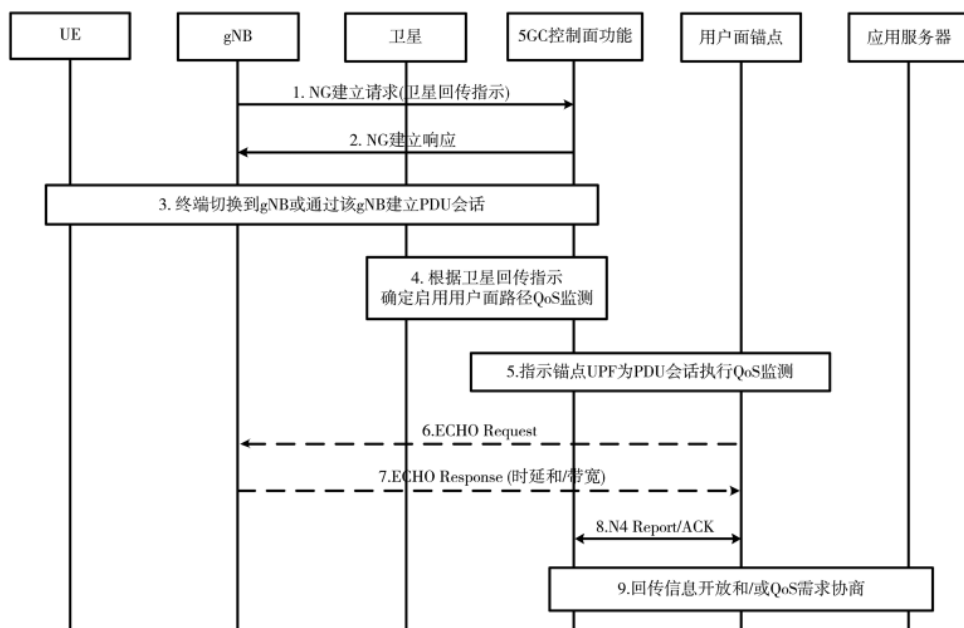 UE
gNB
卫星
5GC控制面功能
用户面锚点
应用服务器
1. NG建立请求(卫星回传指示)
2. NG建立响应
3. 终端切换到gNB或通过该gNB建立PDU会话
4. 根据卫星回传指示
确定启用用户面路径QoS监测
5.指示锚点UPF为PDU会话执行QoS监测
6.ECHO Request
7.ECHO Response (时延和/带宽)
8.N4 Report/ACK
9.回传信息开放和/或QoS需求协商